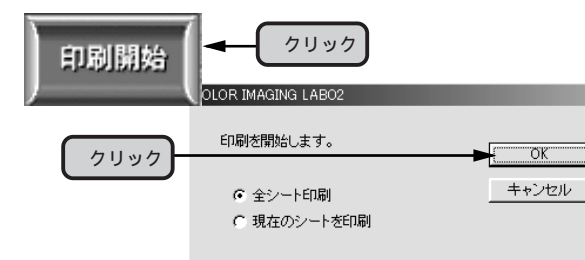 印刷開始
クリック
OLOR IMAGING LABO2
印刷を開始します。
クリック
OK
キャンセル
全シート印刷
現在のシートを印刷